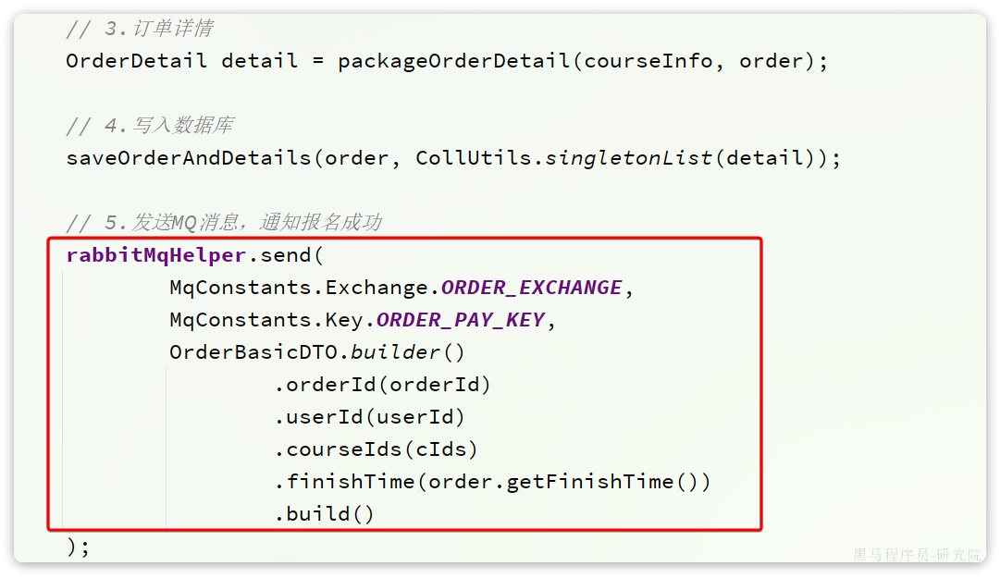 // 3.订单详情
OrderDetail detail = packageOrderDetail(courseInfo, order);
// 4.写入数据库
saveOrderAndDetails(order, CollUtils.singletonList(detail));
// 5.发送MQ消息，通知报名成功
rabbitMqHelper.send(
MqConstants.Exchange.ORDER_EXCHANGE,
MqConstants.Key.ORDER_PAY_KEY,
OrderBasicDTO.builder()
.orderId(orderId)
.userId(userId)
.courseIds(cIds)
.finishTime(order.getFinishTime())
.build()
);
黑马程序员-研究院